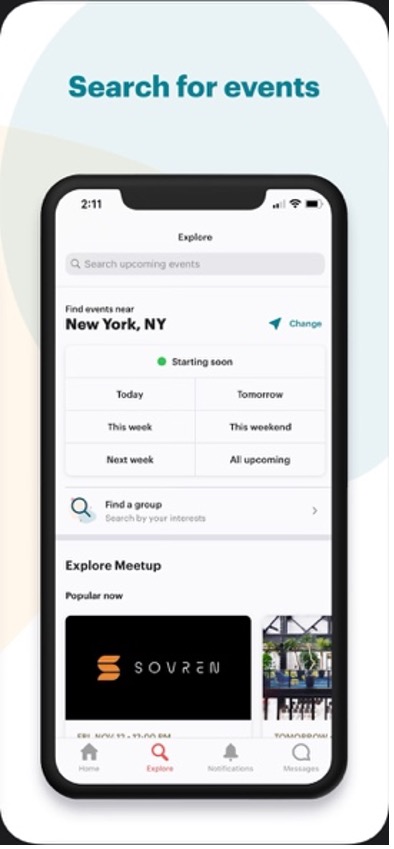 Search for events
2:11
Explore
Search upcoming events
Find events near
New York, NY
Change
Starting soon
Today
Tomorrow
This week
This weekend
Next week
All upcoming
Find a group
Search by your interests
Explore Meetup
Popular now
SOVREN
FRI, NOV 12 · 12:00 PM
TOMORROW ·
Home
Explore
Notifications
Messages